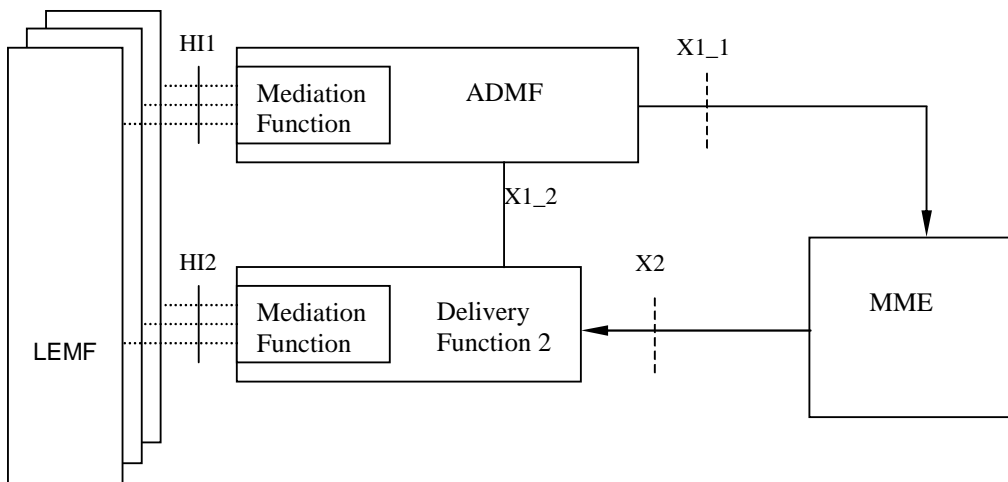 HI1
X1_1
Mediation
Function
ADMF
X1_2
HI2
X2
Mediation
Function
Delivery
Function 2
MME
LEMF